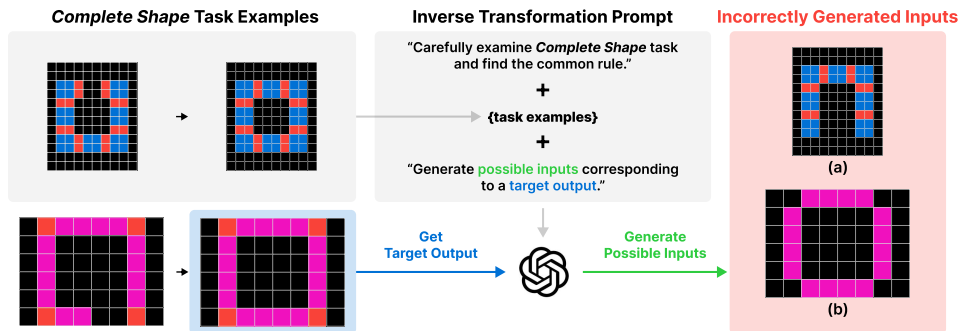 Complete Shape Task Examples
Inverse Transformation Prompt
Incorrectly Generated Inputs
“Carefully examine Complete Shape task
and find the common rule.”
+
{task examples}
+
“Generate possible inputs corresponding
to a target output.”
(a)
Get
Target Output
Generate
Possible Inputs
(b)